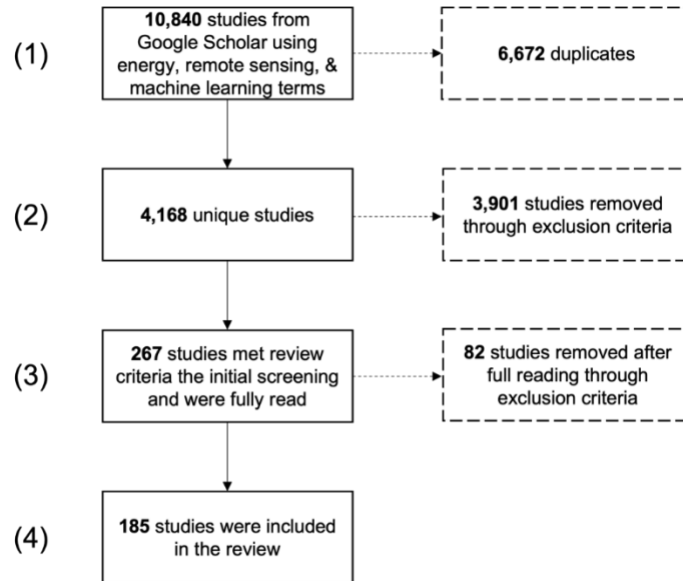 (1)
10,840 studies from
Google Scholar using
energy, remote sensing, &
machine learning terms
6,672 duplicates
(2)
4,168 unique studies
3,901 studies removed
through exclusion criteria
(3)
267 studies met review
criteria the initial screening
and were fully read
82 studies removed after
full reading through
exclusion criteria
(4)
185 studies were included
in the review